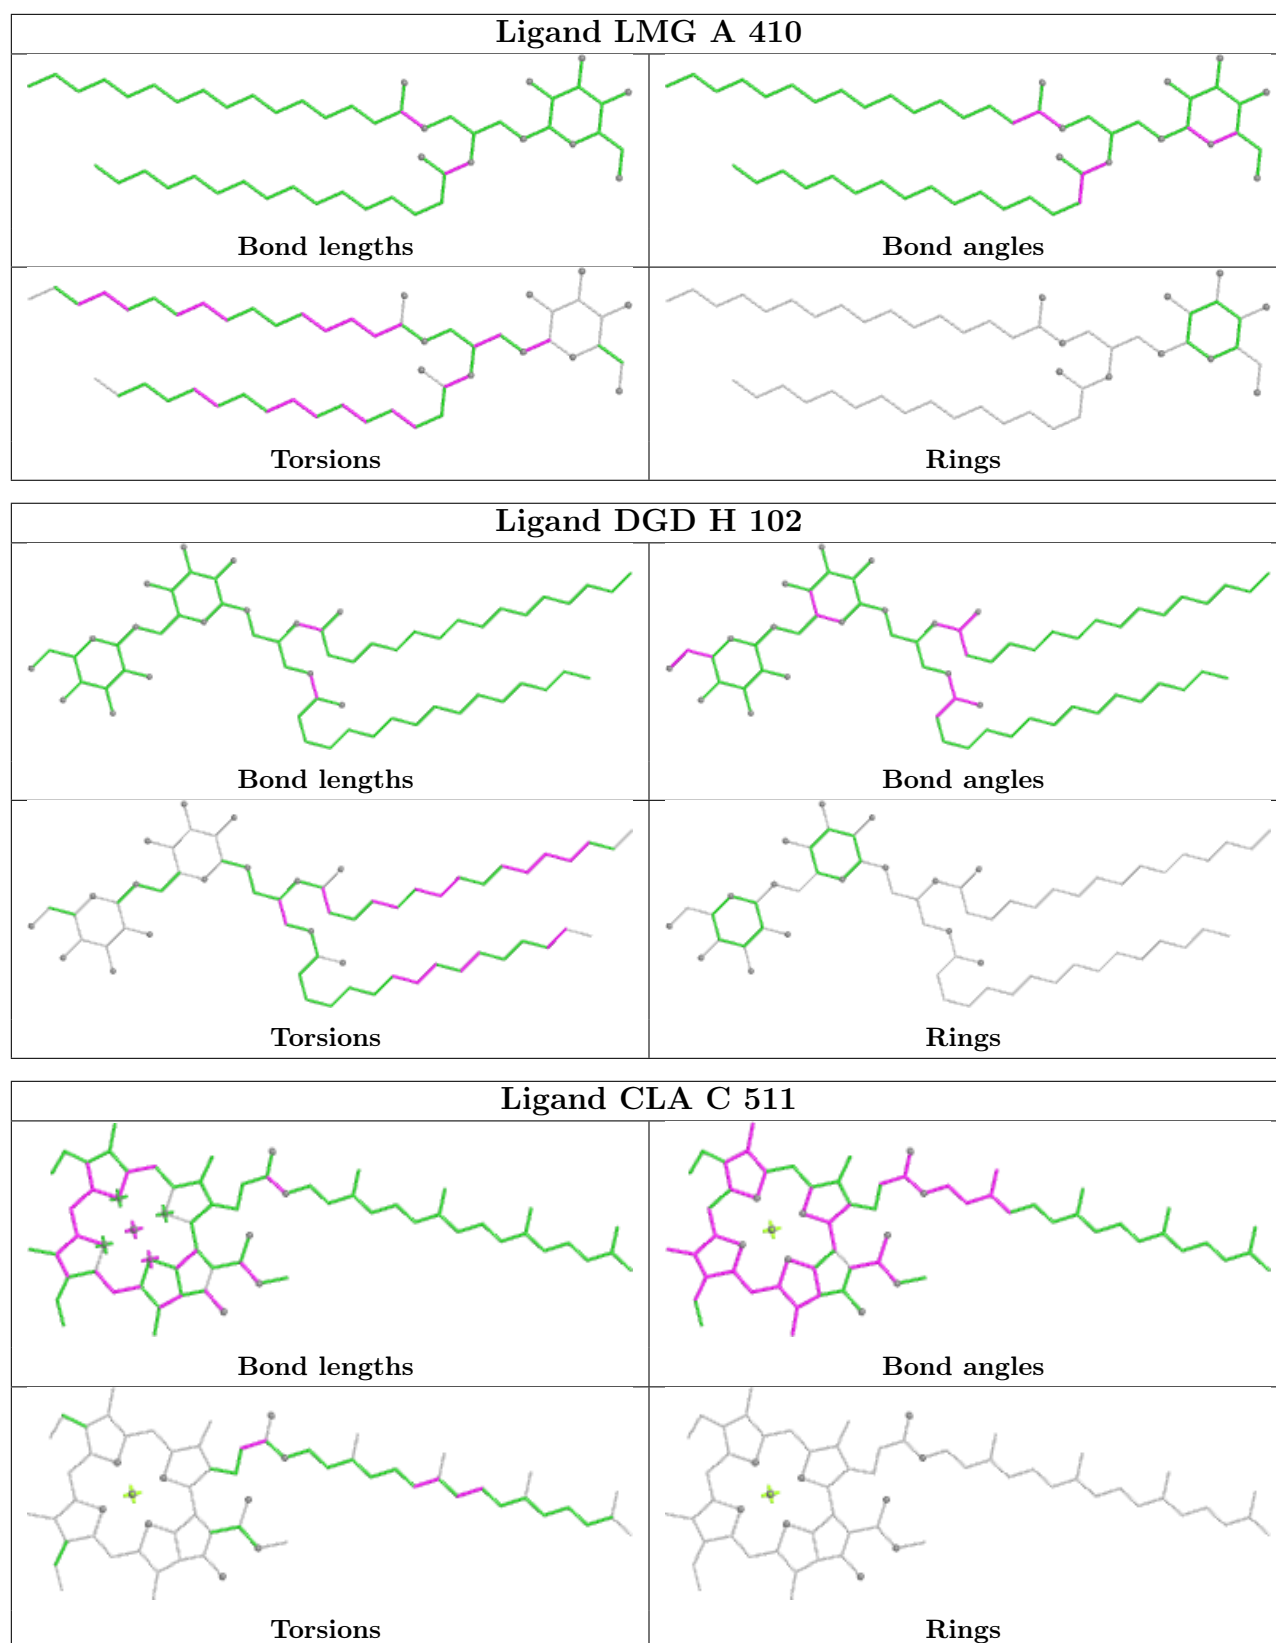 Ligand LMG A 410
Bond lengths
Bond angles
Torsions
Rings
Ligand DGD H 102
Bond lengths
Bond angles
Torsions
Rings
Ligand CLA C 511
Bond lengths
Bond angles
Torsions
Rings